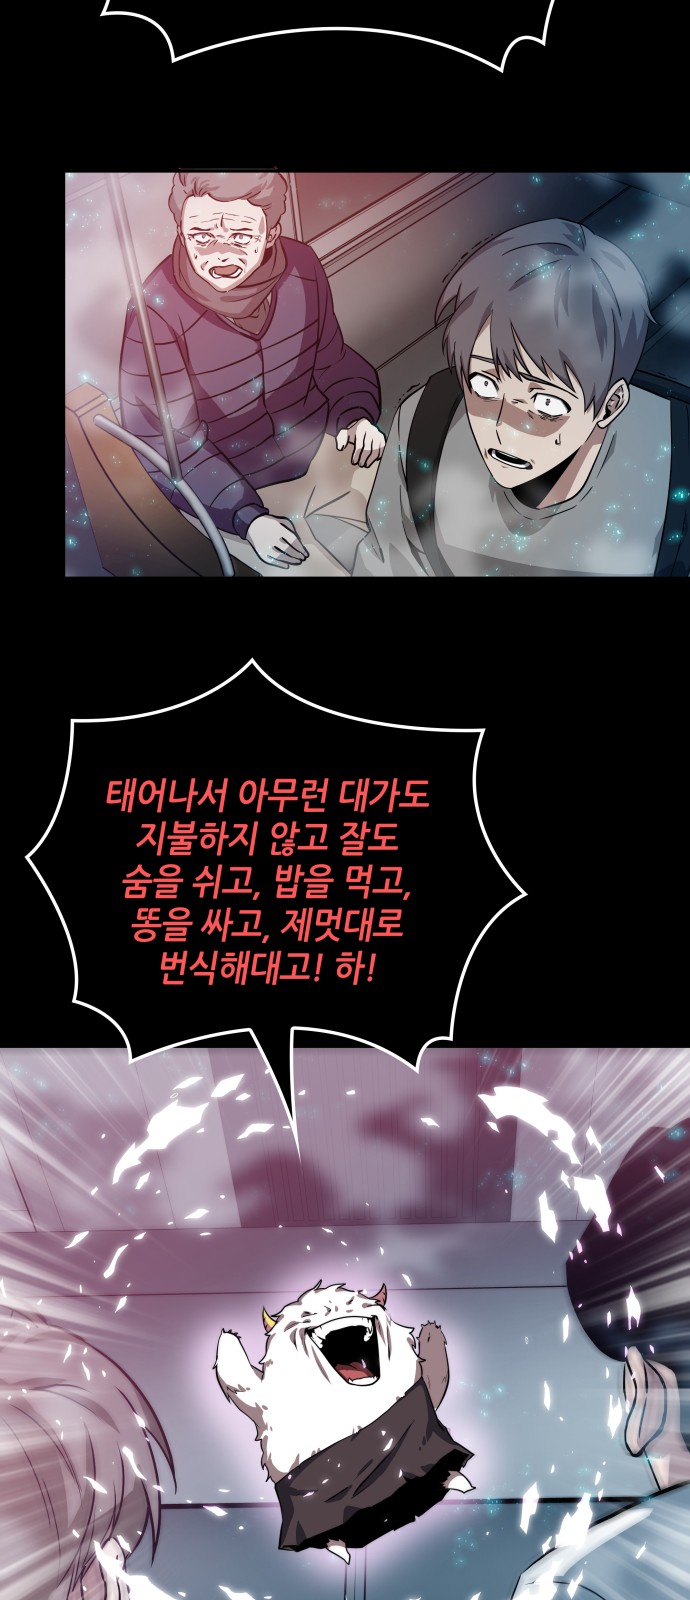 태어나서 아무런 대가도
지불하지 않고 잘도
숨을 쉬고, 밥을 먹고,
똥을 싸고, 제멋대로
번식해대고! 하!